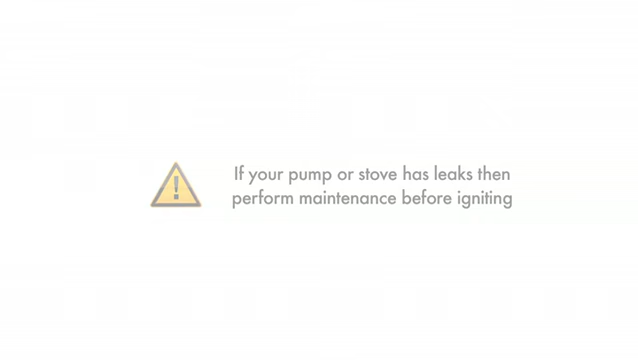 If your pump or stove has leaks then
perform maintenance before igniting